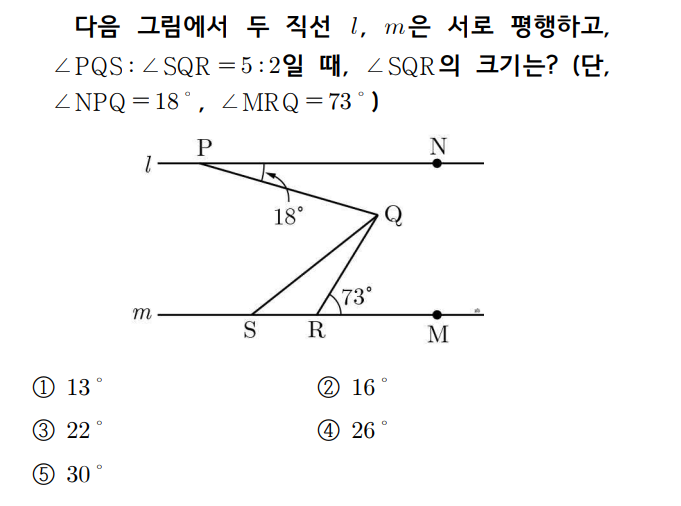 다음 그림에서 두 직선 l, m은 서로 평행하고,
∠PQS : ∠SQR = 5 : 2일 때, ∠SQR의 크기는? (단,
∠NPQ = 18°, ∠MRQ = 73°)
P N
l
18° Q
73°
m
S R M
① 13° ② 16°
③ 22° ④ 26°
⑤ 30°